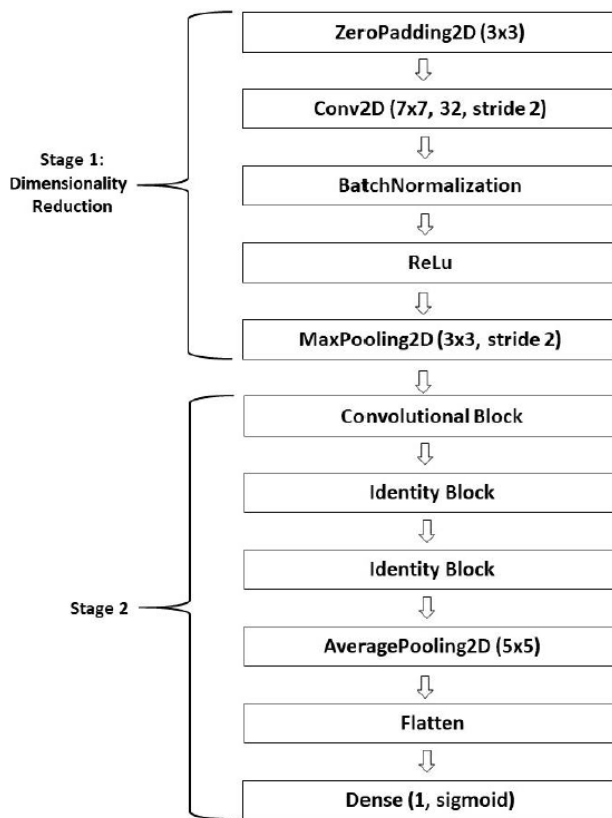 ZeroPadding2D (3x3)
Conv2D (7x7, 32, stride 2)
Stage 1:
Dimensionality
Reduction
BatchNormalization
ReLu
MaxPooling2D (3x3, stride 2)
Convolutional Block
Identity Block
Identity Block
Stage 2
AveragePooling2D (5x5)
Flatten
Dense (1, sigmoid)